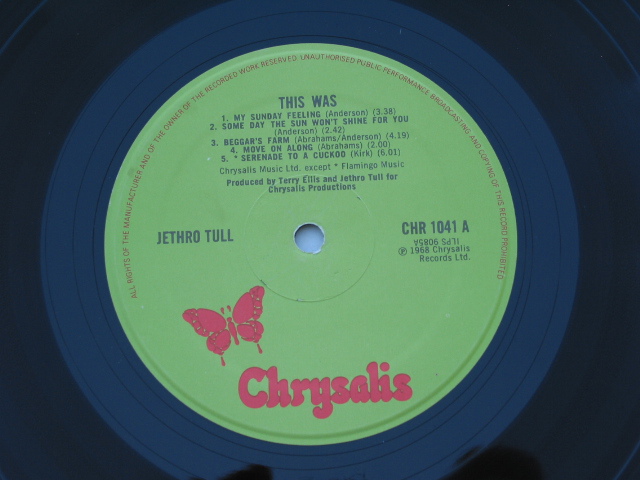 ALL RIGHTS OF THE MANUFACTURER AND OF THE OWNER OF THE RECORDED WORK RESERVED. UNAUTHORISED PUBLIC PERFORMANCE BROADCASTING AND COPYING OF THIS RECORD PROHIBITED
THIS WAS
1. MY SUNDAY FEELING (Anderson) (3.38)
2. SOME DAY THE SUN WON'T SHINE FOR YOU
(Anderson) (2.42)
3. BEGGAR'S FARM (Abrahams/Anderson) (4.19)
4. MOVE ON ALONG (Abrahams) (2.00)
5. * SERENADE TO A CUCKOO (Kirk) (6.01)
Chrysalis Music Ltd. except * Flamingo Music
Produced by Terry Ellis and Jethro Tull for
Chrysalis Productions
JETHRO TULL
CHR 1041 A
ILPS 9085A
℗ 1968 Chrysalis
Records Ltd.
Chrysalis